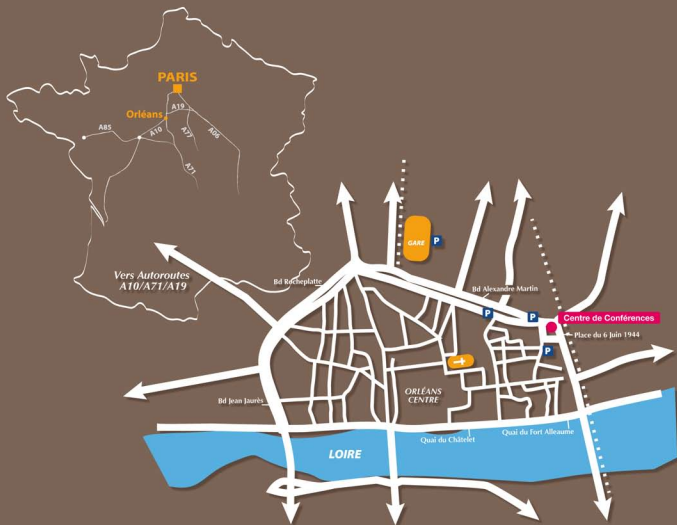 PARIS
Orléans
A19
A85
A10
A77
A06
A71
GARE
P
Vers Autoroutes
A10/A71/A19
Bd Rocheplatte
Bd Alexandre Martin
P
P
Centre de Conférences
Place du 6 Juin 1944
P
ORLÉANS
CENTRE
Bd Jean Jaurès
Quai du Châtelet
Quai du Fort Alleaume
LOIRE